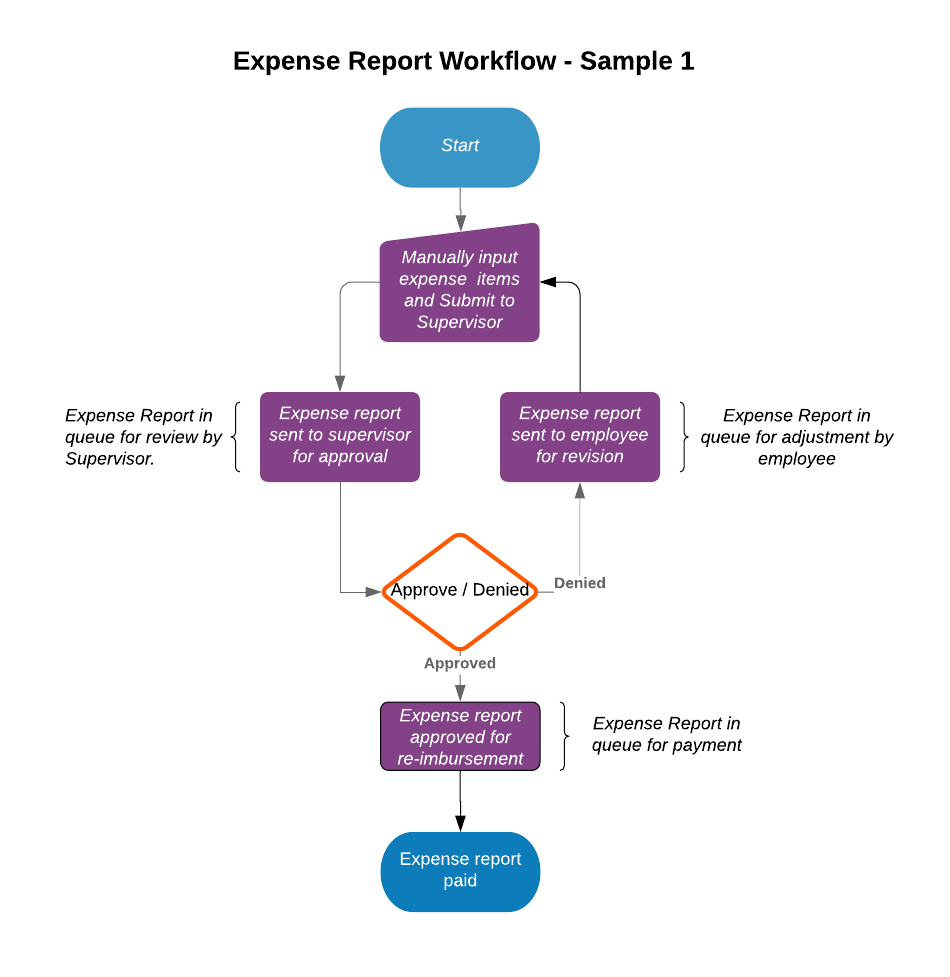 Expense Report Workflow - Sample 1
Start
Manually input
expense items
and Submit to
Supervisor
Expense Report in
queue for review by
Supervisor.
Expense report
sent to supervisor
for approval
Expense report
sent to employee
for revision
Expense Report in
queue for adjustment by
employee
Approve / Denied
Denied
Approved
Expense report
approved for
re-imbursement
Expense Report in
queue for payment
Expense report
paid